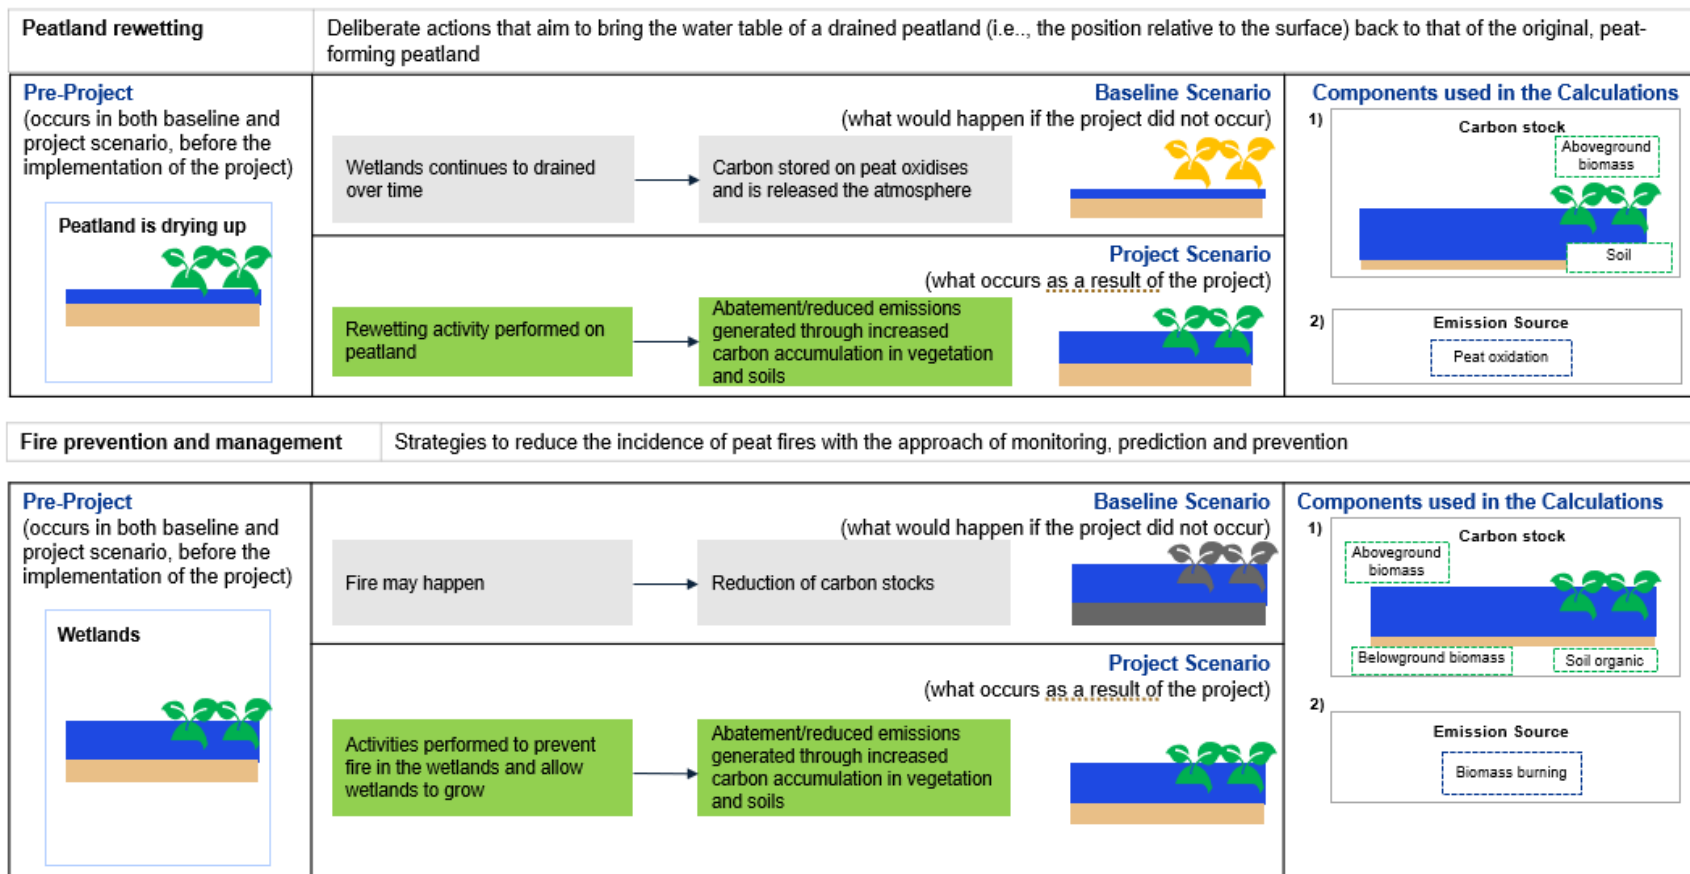 Peatland rewetting
Deliberate actions that aim to bring the water table of a drained peatland (i.e.., the position relative to the surface) back to that of the original, peat-
forming peatland
Pre-Project
(occurs in both baseline and
project scenario, before the
implementation of the project)
Peatland is drying up
Baseline Scenario
(what would happen if the project did not occur)
Wetlands continues to drained
over time
Carbon stored on peat oxidises
and is released the atmosphere
Project Scenario
(what occurs as a result of the project)
Rewetting activity performed on
peatland
Abatement/reduced emissions
generated through increased
carbon accumulation in vegetation
and soils
Components used in the Calculations
1)
Carbon stock
Aboveground
biomass
Soil
2)
Emission Source
Peat oxidation
Fire prevention and management
Strategies to reduce the incidence of peat fires with the approach of monitoring, prediction and prevention
Pre-Project
(occurs in both baseline and
project scenario, before the
implementation of the project)
Wetlands
Baseline Scenario
(what would happen if the project did not occur)
Fire may happen
Reduction of carbon stocks
Project Scenario
(what occurs as a result of the project)
Activities performed to prevent
fire in the wetlands and allow
wetlands to grow
Abatement/reduced emissions
generated through increased
carbon accumulation in vegetation
and soils
Components used in the Calculations
1)
Carbon stock
Aboveground
biomass
Belowground biomass
Soil organic
2)
Emission Source
Biomass burning